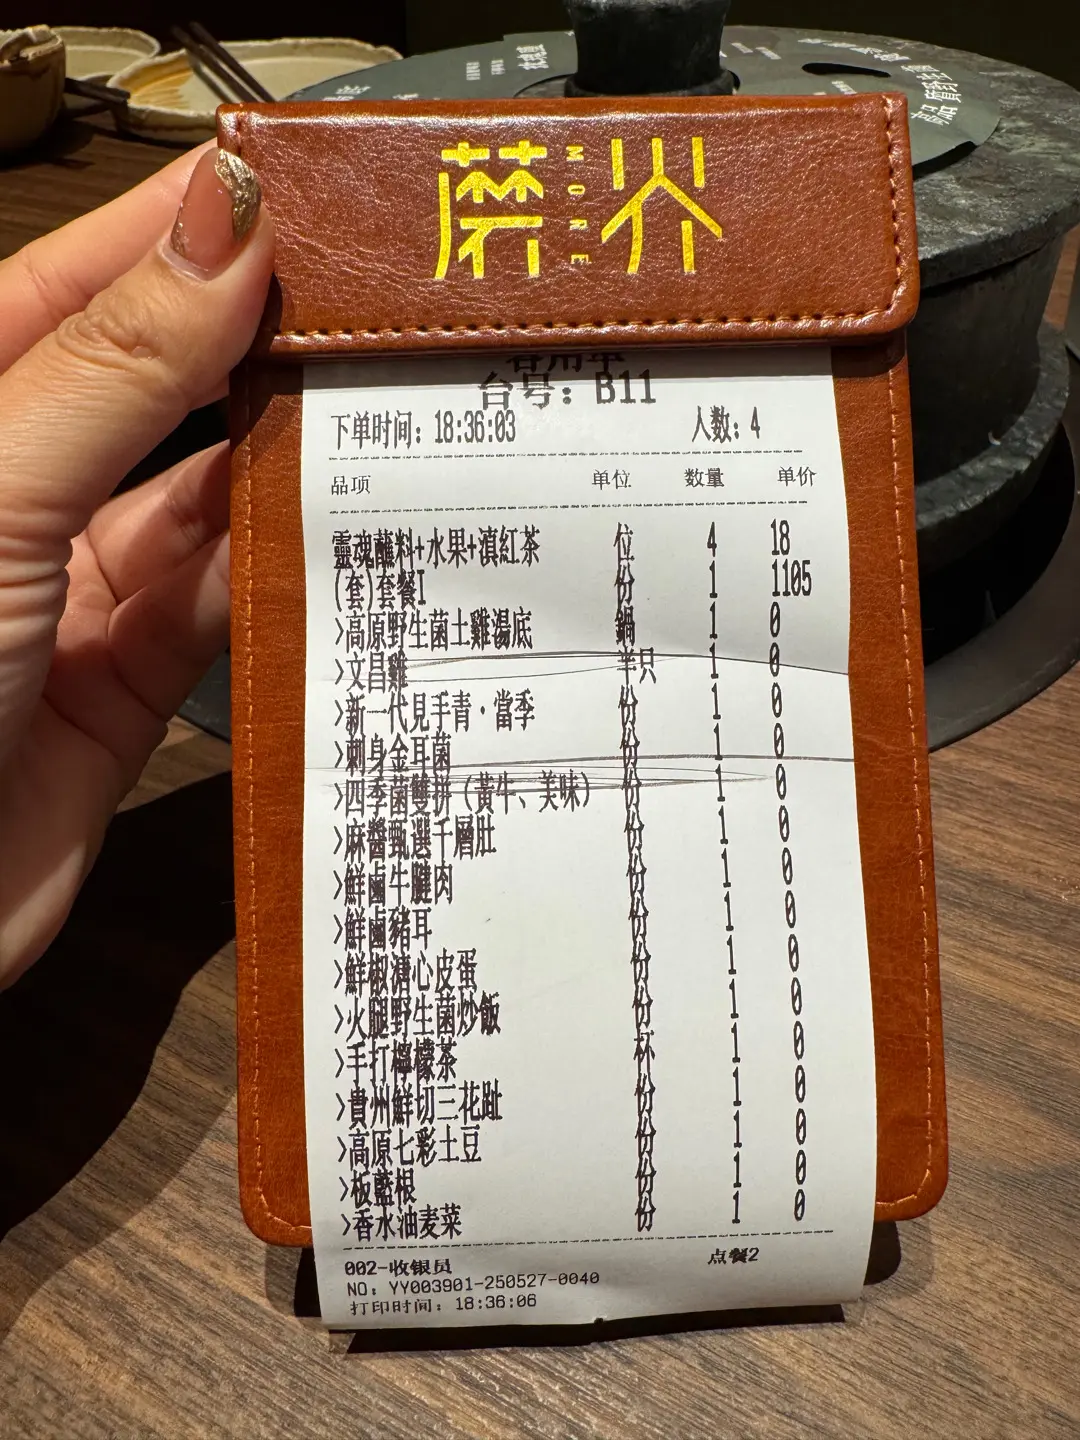 蘑界
MORE
客用单
台号：B11
下单时间：18:36:03 人数：4
品项 单位 数量 单价
靈魂蘸料+水果+滇紅茶 位 4 18
(套)套餐I 份 1 1105
>高原野生菌土雞湯底 鍋 1 0
>文昌雞 半只 1 0
>新一代見手青·當季 份 1 0
>刺身金耳菌 份 1 0
>四季菌雙拼（黃牛、美味） 份 1 0
>麻醬甄選千層肚 份 1 0
>鮮鹵牛腱肉 份 1 0
>鮮鹵豬耳 份 1 0
>鮮椒溏心皮蛋 份 1 0
>火腿野生菌炒飯 份 1 0
>手打檸檬茶 杯 1 0
>貴州鮮切三花趾 份 1 0
>高原七彩土豆 份 1 0
>板藍根 份 1 0
>香水油麦菜 份 1 0
002-收银员 点餐2
NO：YY003901-250527-0040
打印时间：18:36:06